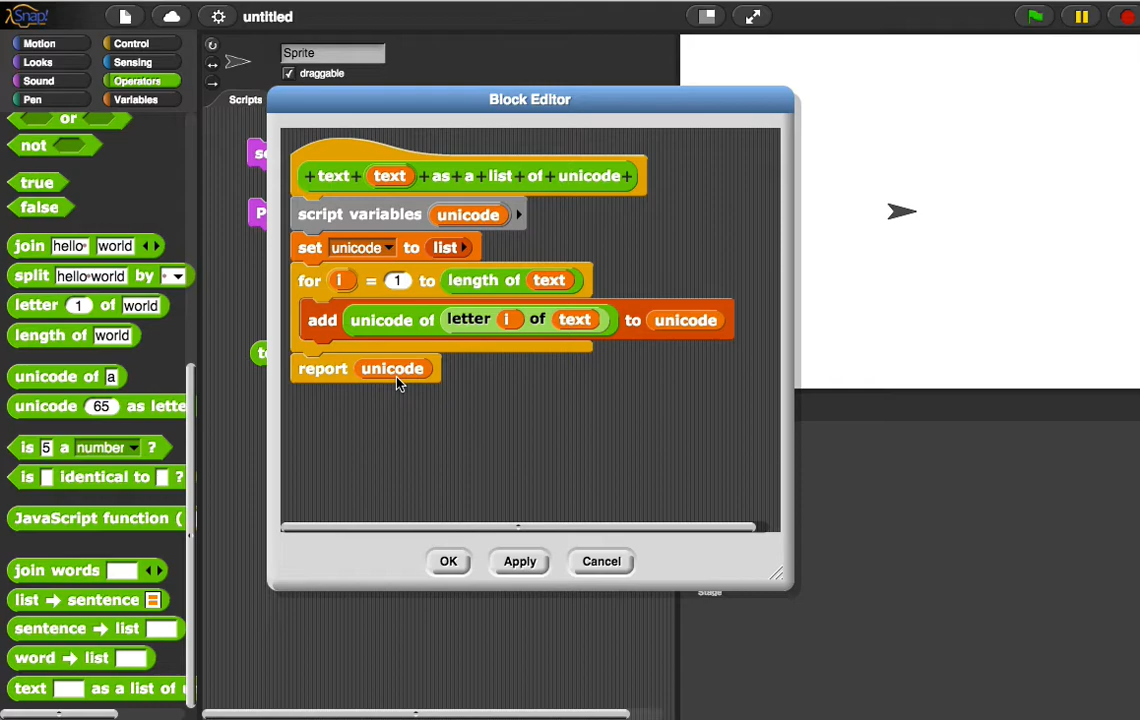 Snap!
untitled
Motion
Control
Looks
Sensing
Sound
Operators
Pen
Variables
or
not
true
false
join hello world
split hello world by
letter 1 of world
length of world
unicode of a
unicode 65 as lette
is 5 a number ?
is identical to ?
JavaScript function (
join words
list → sentence
sentence → list
word → list
text as a list of
Sprite
draggable
Scripts
Block Editor
+ text + text + as + a + list + of + unicode +
script variables unicode
set unicode to list
for i = 1 to length of text
add unicode of letter i of text to unicode
report unicode
OK Apply Cancel
Stage